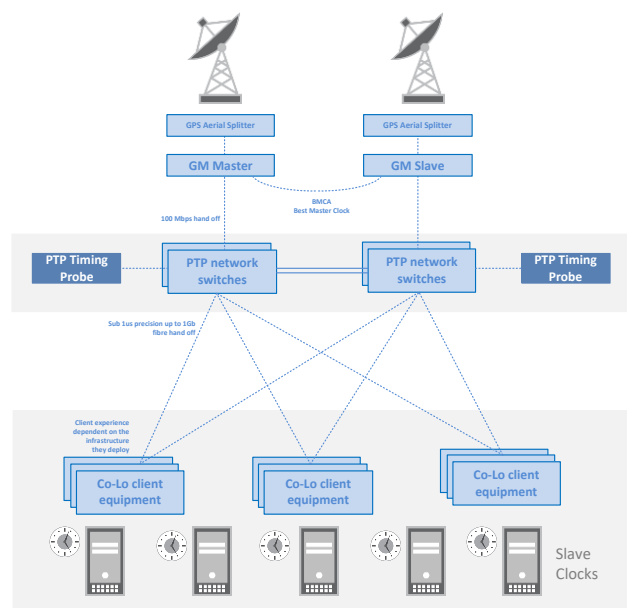 GPS Aerial Splitter
GPS Aerial Splitter
GM Master
GM Slave
BMCA
Best Master Clock
100 Mbps hand off
PTP Timing
Probe
PTP network
switches
PTP network
switches
PTP Timing
Probe
Sub 1us precision up to 1Gb
fibre hand off
Client experience
dependent on the
infrastructure
they deploy
Co-Lo client
equipment
Co-Lo client
equipment
Co-Lo client
equipment
Slave
Clocks